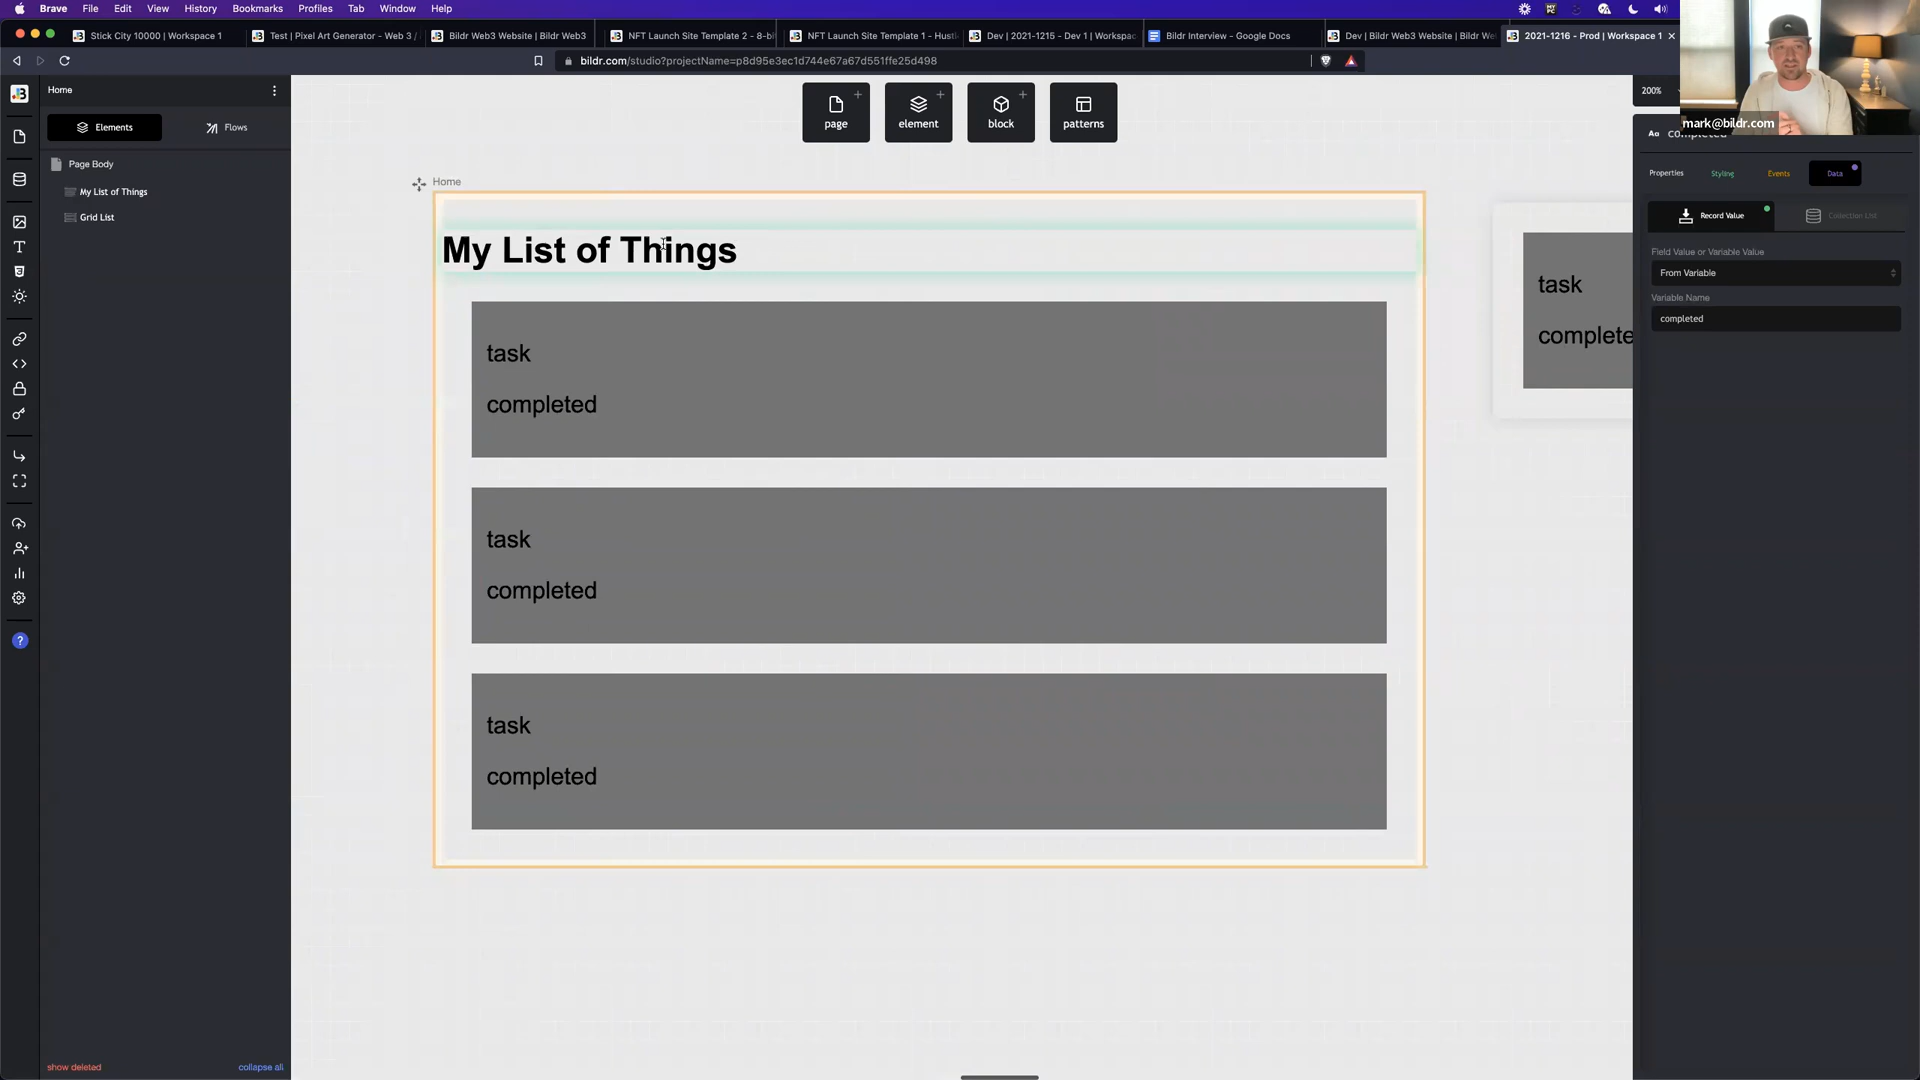 Brave File Edit View History Bookmarks Profiles Tab Window Help
Stick City 10000 | Workspace 1
Test | Pixel Art Generator - Web 3 /
Bildr Web3 Website | Bildr Web3
NFT Launch Site Template 2 - 8-bi
NFT Launch Site Template 1 - Hustl
Dev | 2021-1215 - Dev 1 | Workspac
Bildr Interview - Google Docs
Dev | Bildr Web3 Website | Bildr We
2021-1216 - Prod | Workspace 1
bildr.com/studio?projectName=p8d95e3ec1d744e67a67d551ffe25d498
Home
Elements Flows
Page Body
My List of Things
Grid List
show deleted collapse all
page element block patterns
Home
My List of Things
task
completed
task
completed
task
completed
task
complete
200%
mark@bildr.com
Aa completed
Properties Styling Events Data
Record Value Collection List
Field Value or Variable Value
From Variable
Variable Name
completed